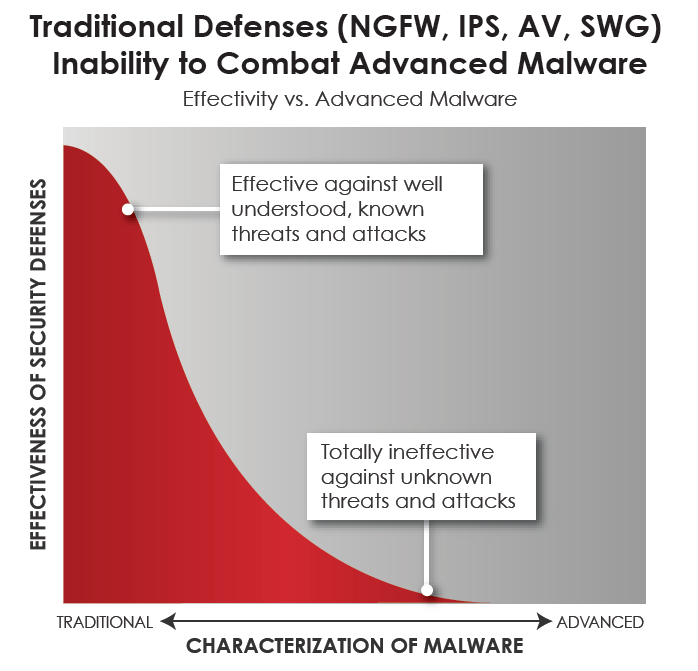 Traditional Defenses (NGFW, IPS, AV, SWG)
Inability to Combat Advanced Malware
Effectivity vs. Advanced Malware
EFFECTIVENESS OF SECURITY DEFENSES
Effective against well
understood, known
threats and attacks
Totally ineffective
against unknown
threats and attacks
TRADITIONAL
ADVANCED
CHARACTERIZATION OF MALWARE